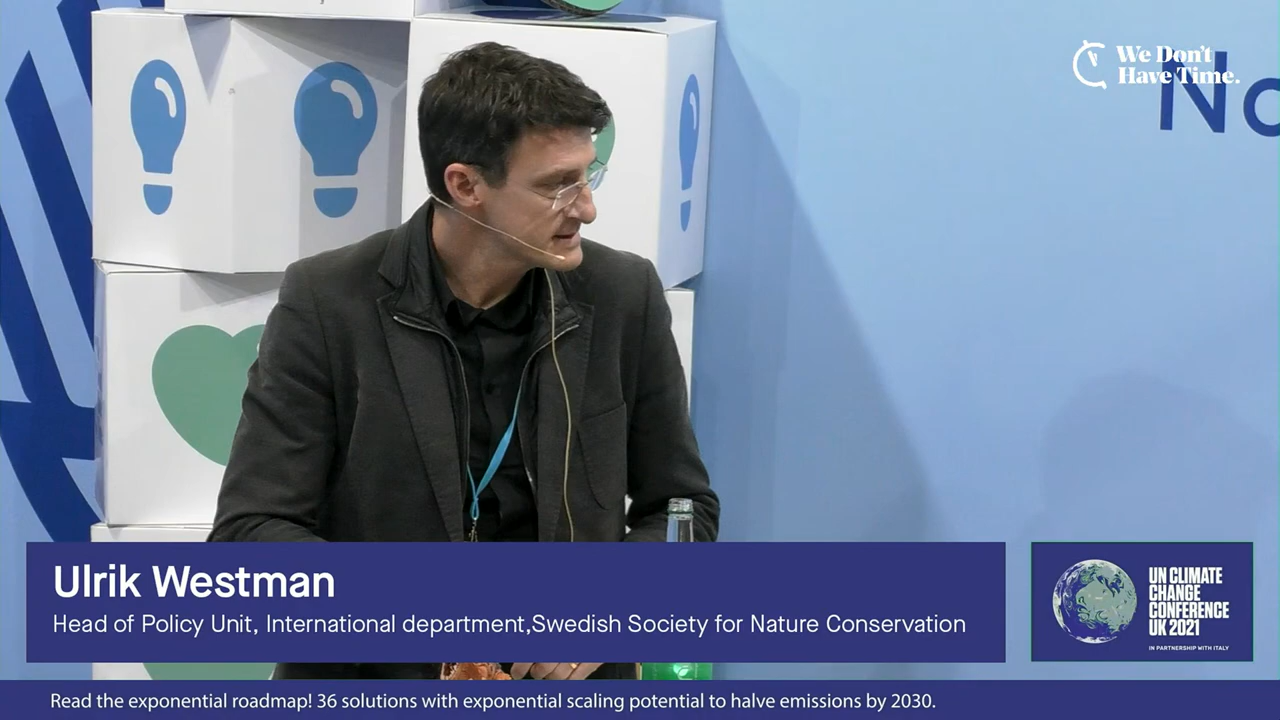 We Don't
Have Time.
No
Ulrik Westman
Head of Policy Unit, International department,Swedish Society for Nature Conservation
UN CLIMATE
CHANGE
CONFERENCE
UK 2021
IN PARTNERSHIP WITH ITALY
Read the exponential roadmap! 36 solutions with exponential scaling potential to halve emissions by 2030.